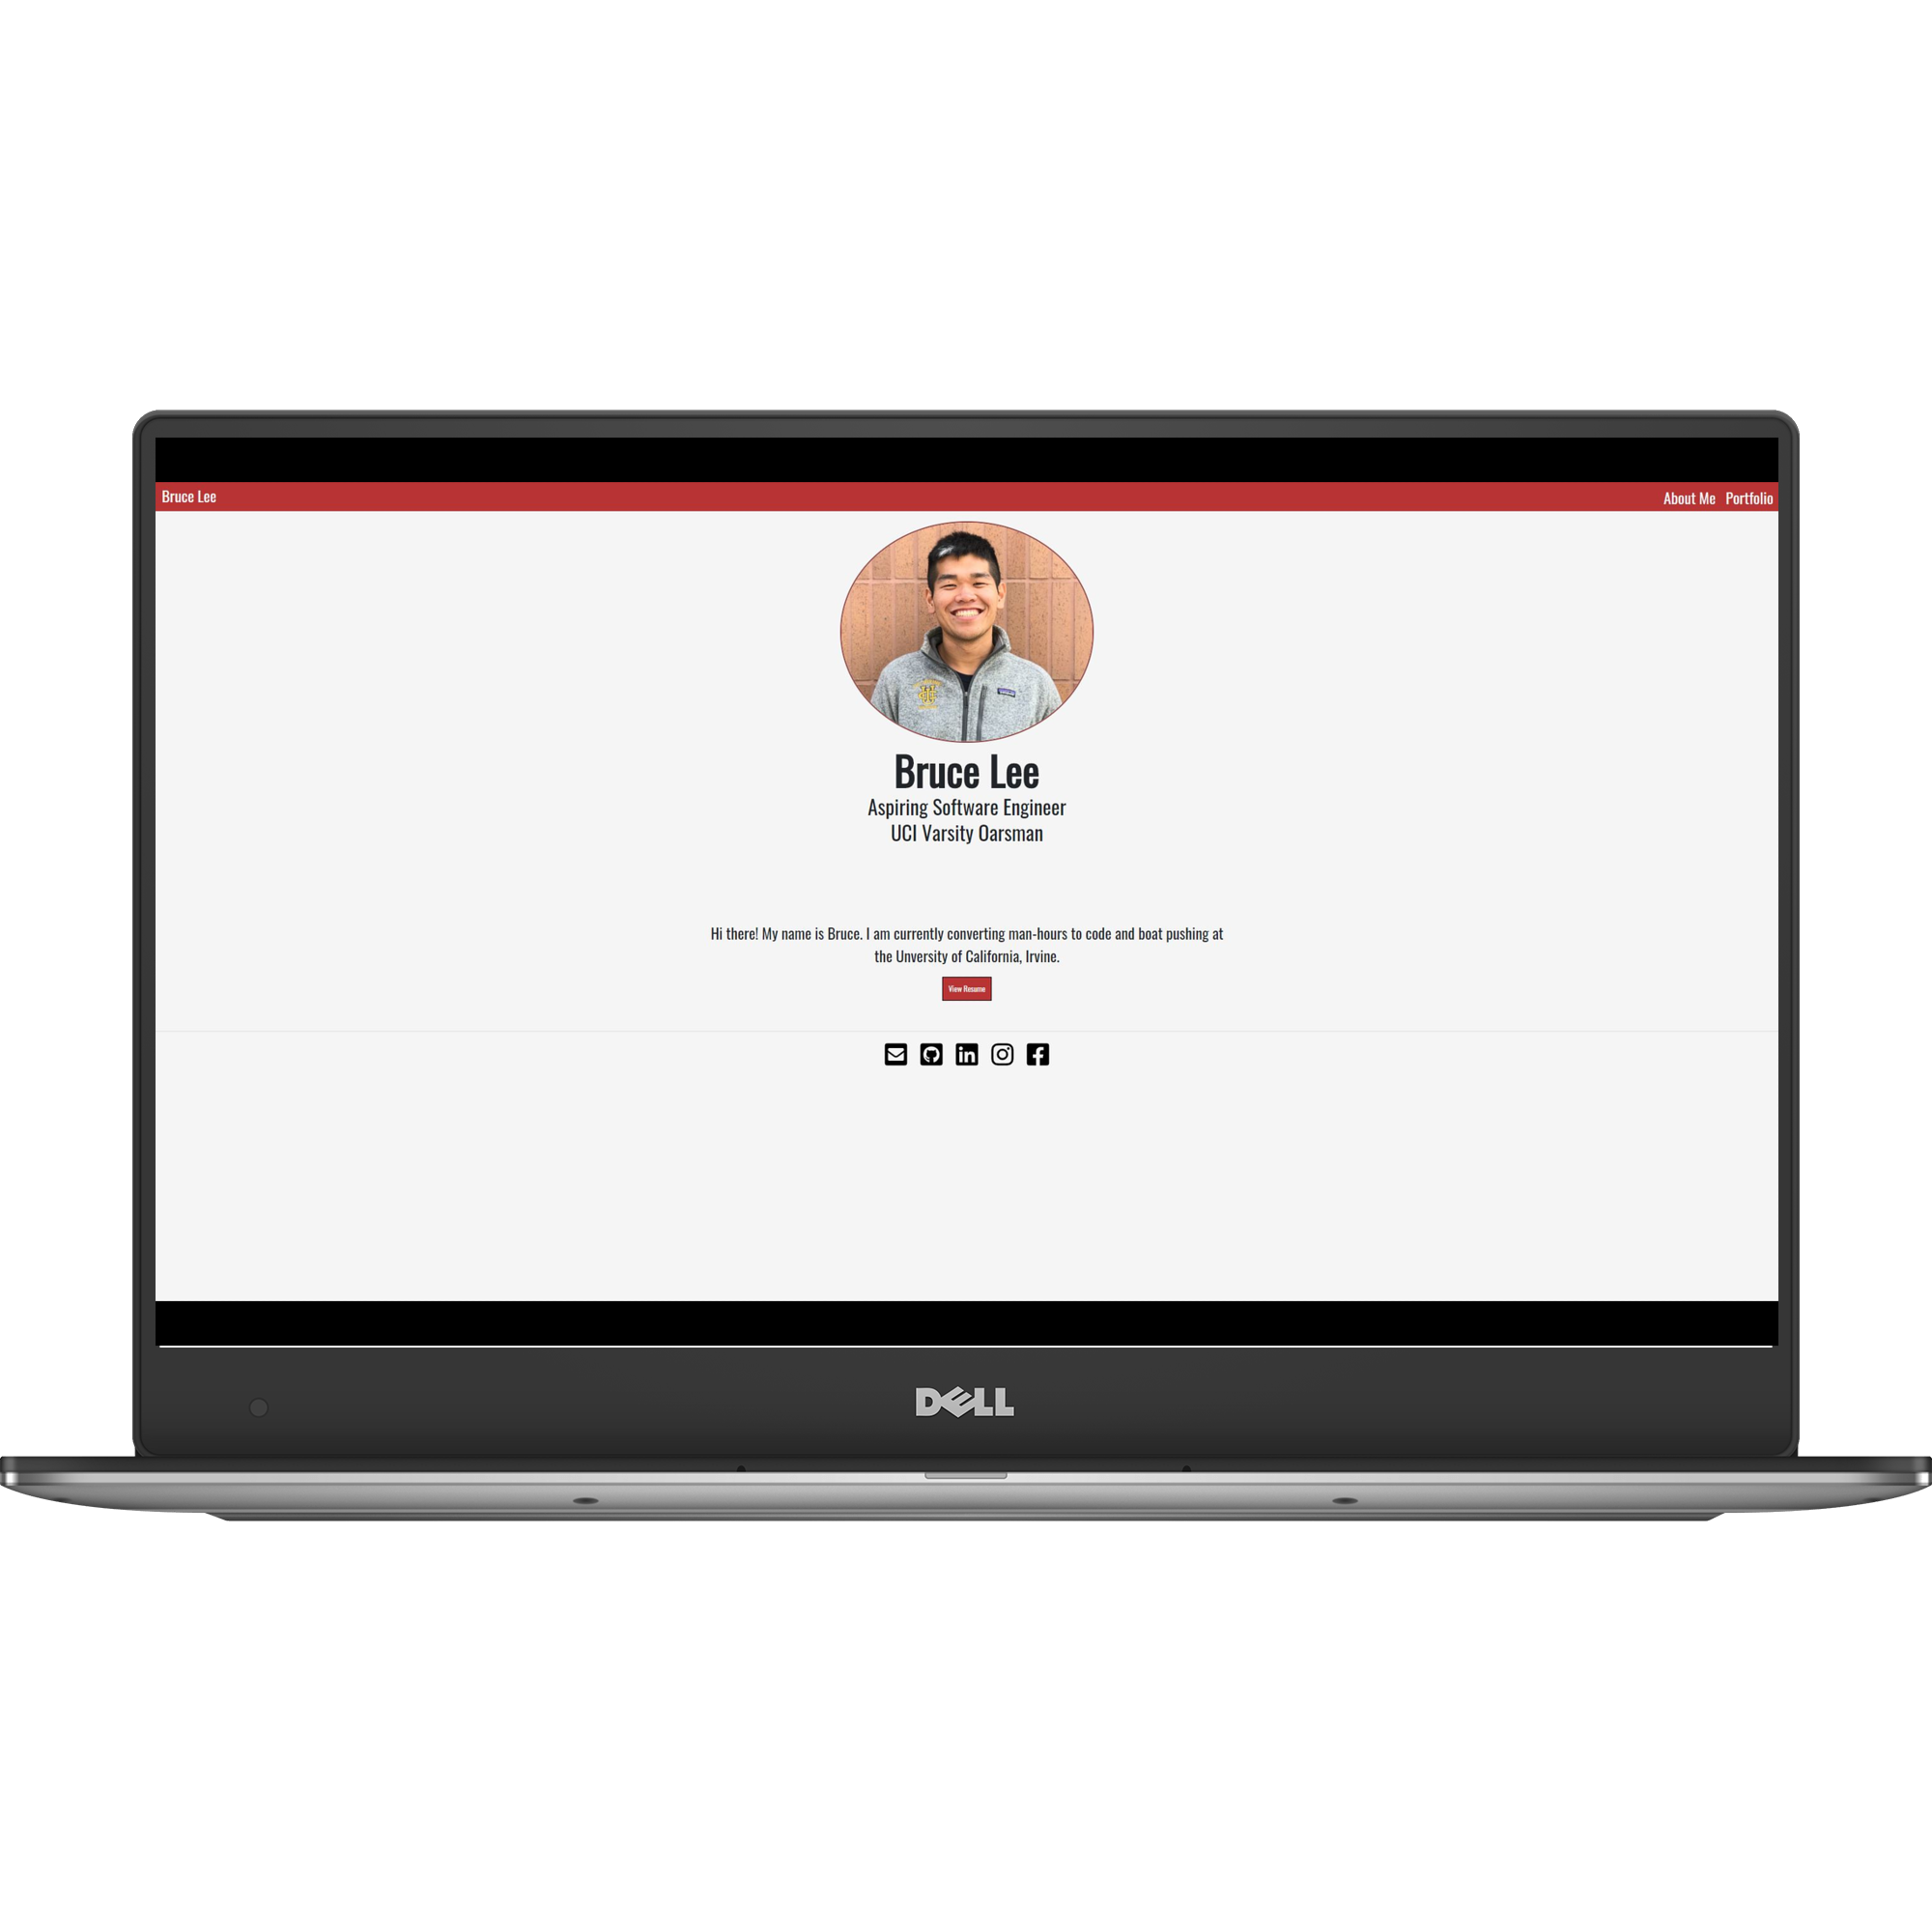 Bruce Lee
About Me Portfolio
Bruce Lee
Aspiring Software Engineer
UCI Varsity Oarsman
Hi there! My name is Bruce. I am currently converting man-hours to code and boat pushing at
the Unversity of California, Irvine.
View Resume
DELL